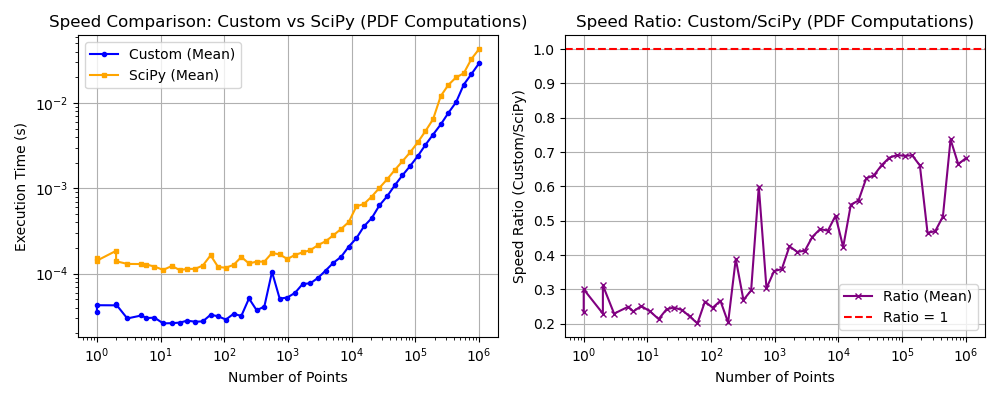 Speed Comparison: Custom vs SciPy (PDF Computations)
Custom (Mean)
SciPy (Mean)
Execution Time (s)
10⁻²
10⁻³
10⁻⁴
10⁰ 10¹ 10² 10³ 10⁴ 10⁵ 10⁶
Number of Points
Speed Ratio: Custom/SciPy (PDF Computations)
Speed Ratio (Custom/SciPy)
1.0
0.9
0.8
0.7
0.6
0.5
0.4
0.3
0.2
Ratio (Mean)
Ratio = 1
10⁰ 10¹ 10² 10³ 10⁴ 10⁵ 10⁶
Number of Points